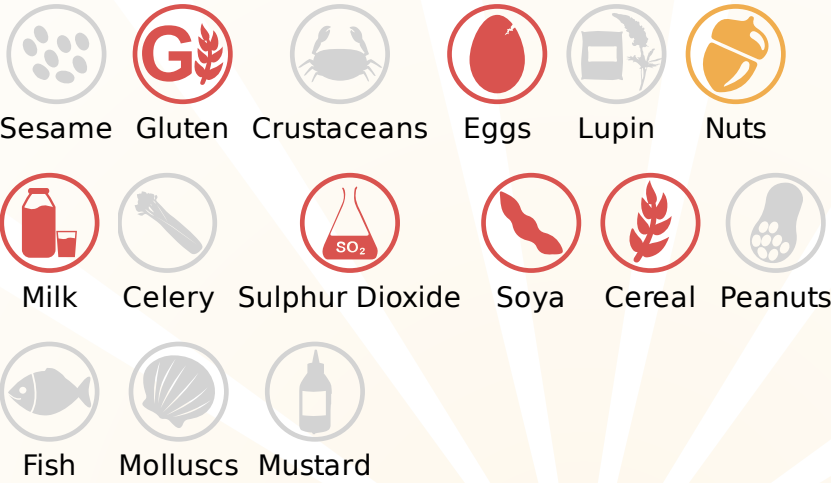 G
Sesame Gluten Crustaceans Eggs Lupin Nuts
SO₂
Milk Celery Sulphur Dioxide Soya Cereal Peanuts
Fish Molluscs Mustard